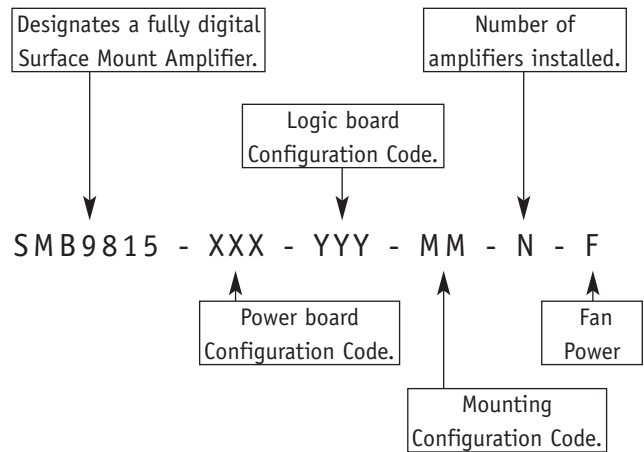 Designates a fully digital
Surface Mount Amplifier.
Number of
amplifiers installed.
Logic board
Configuration Code.
SMB9815 - XXX - YYY - MM - N - F
Power board
Configuration Code.
Fan
Power
Mounting
Configuration Code.